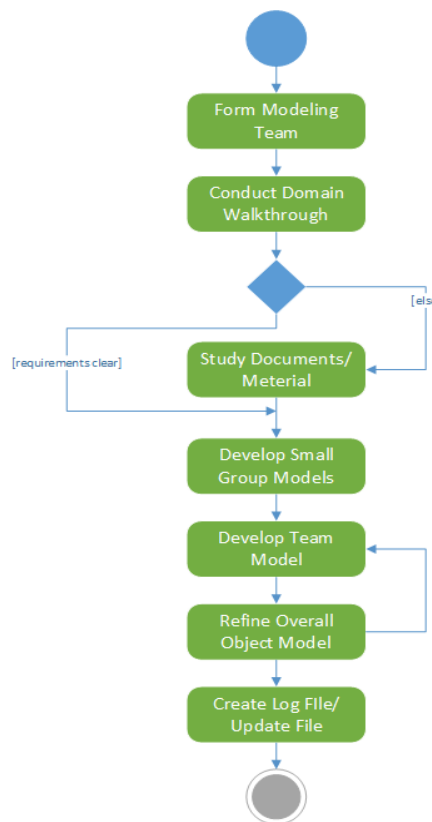 Form Modeling
Team
Conduct Domain
Walkthrough
[else
[requirements clear]
Study Documents/
Meterial
Develop Small
Group Models
Develop Team
Model
Refine Overall
Object Model
Create Log FIle/
Update File